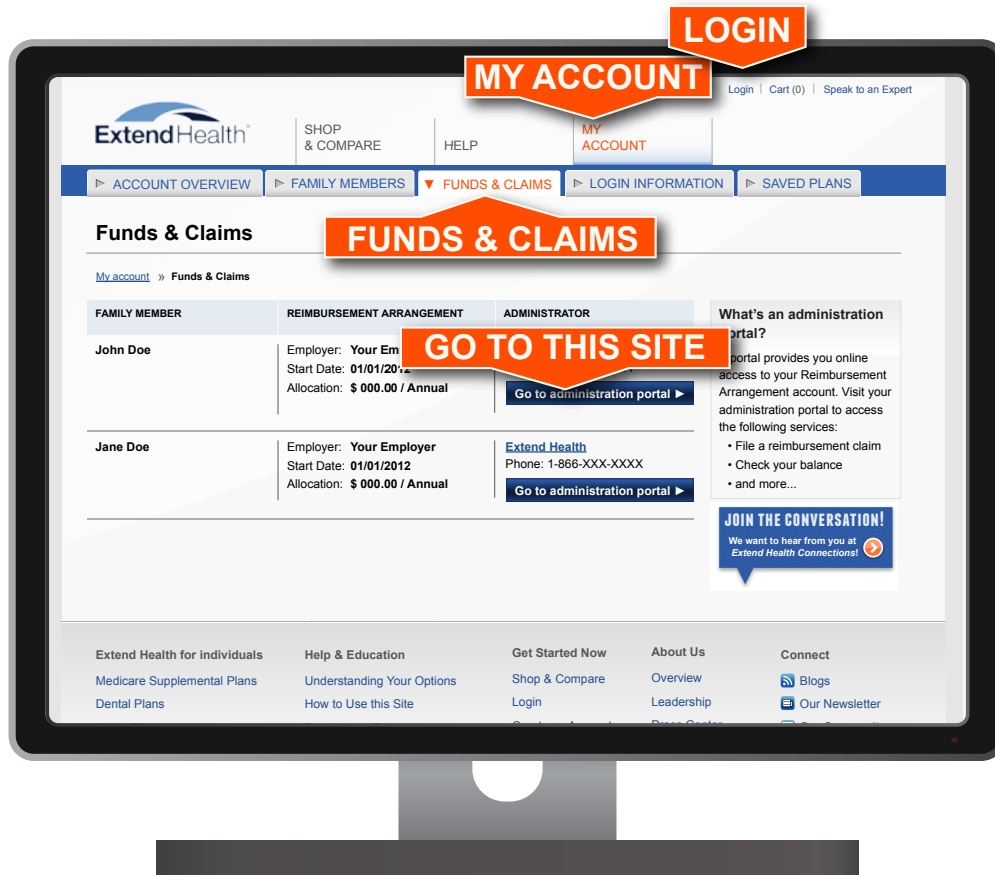 LOGIN
MY ACCOUNT
Login | Cart (0) | Speak to an Expert
ExtendHealth
SHOP
& COMPARE
HELP
MY
ACCOUNT
ACCOUNT OVERVIEW
FAMILY MEMBERS
FUNDS & CLAIMS
LOGIN INFORMATION
SAVED PLANS
Funds & Claims
FUNDS & CLAIMS
My account » Funds & Claims
FAMILY MEMBER
REIMBURSEMENT ARRANGEMENT
ADMINISTRATOR
John Doe
Employer: Your Em
Start Date: 01/01/2012
Allocation: $ 000.00 / Annual
GO TO THIS SITE
Go to administration portal ►
Jane Doe
Employer: Your Employer
Start Date: 01/01/2012
Allocation: $ 000.00 / Annual
Extend Health
Phone: 1-866-XXX-XXXX
Go to administration portal ►
What's an administration
portal?
portal provides you online
access to your Reimbursement
Arrangement account. Visit your
administration portal to access
the following services:
• File a reimbursement claim
• Check your balance
• and more...
JOIN THE CONVERSATION!
We want to hear from you at
Extend Health Connections!
Extend Health for individuals
Medicare Supplemental Plans
Dental Plans
Help & Education
Understanding Your Options
How to Use this Site
Get Started Now
Shop & Compare
Login
About Us
Overview
Leadership
Connect
Blogs
Our Newsletter